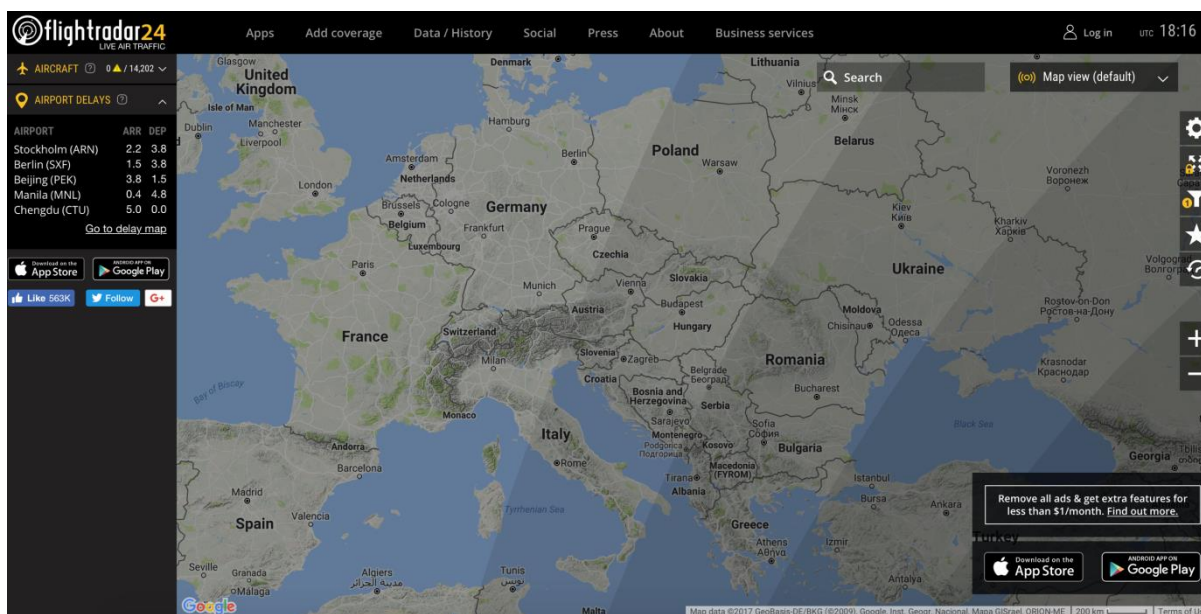 flightradar24
LIVE AIR TRAFFIC
Apps Add coverage Data / History Social Press About Business services
Log in UTC 18:16
AIRCRAFT ? 0 / 14,202
AIRPORT DELAYS ?
AIRPORT ARR DEP
Stockholm (ARN) 2.2 3.8
Berlin (SXF) 1.5 3.8
Beijing (PEK) 3.8 1.5
Manila (MNL) 0.4 4.8
Chengdu (CTU) 5.0 0.0
Go to delay map
Download on the
App Store
ANDROID APP ON
Google Play
Like 563K
Follow
G+
Search
Map view (default)
1
Glasgow
United
Kingdom
Isle of Man
Dublin
Manchester
Liverpool
London
Denmark
Hamburg
Berlin
Amsterdam
Netherlands
Brussels
Cologne
Belgium
Germany
Frankfurt
Luxembourg
Paris
Munich
France
Switzerland
Milan
Bay of Biscay
Monaco
Andorra
Barcelona
Madrid
Spain
Valencia
Seville
Granada
Málaga
Algiers
مدينة الجزائر
Tunis
تونس
Malta
Italy
Rome
Tyrrhenian Sea
Lithuania
Vilnius
Minsk
Мінск
Belarus
Poland
Warsaw
Prague
Czechia
Vienna
Slovakia
Austria
Budapest
Hungary
Slovenia
Zagreb
Croatia
Bosnia and
Herzegovina
Sarajevo
Belgrade
Београд
Serbia
Montenegro
Podgorica
Подгорица
Kosovo
Sofia
София
Bulgaria
Macedonia
(FYROM)
Tirana
Albania
Greece
Athens
Αθήνα
Romania
Bucharest
Moldova
Chisinau
Odessa
Одеса
Kiev
Київ
Ukraine
Kharkiv
Харків
Voronezh
Воронеж
Volgograd
Rostov-on-Don
Ростов-на-Дону
Krasnodar
Краснодар
Black Sea
Georgia
Istanbul
Bursa
Ankara
Izmir
Antalya
Turkey
Remove all ads & get extra features for
less than $1/month. Find out more.
Download on the
App Store
ANDROID APP ON
Google Play
Google
Map data ©2017 GeoBasis-DE/BKG (©2009), Google, Inst. Geogr. Nacional, Mapa GISrael, ORION-ME 200 km Terms of U